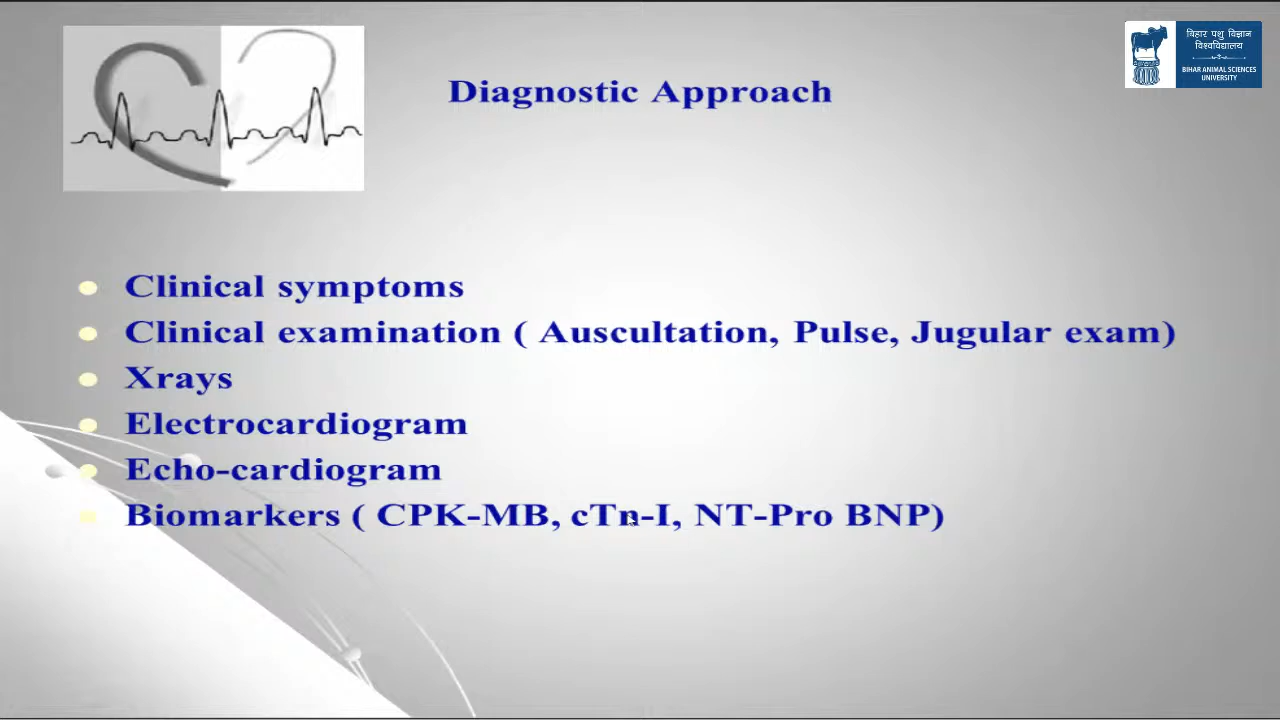 Diagnostic Approach
बिहार पशु विज्ञान
विश्वविद्यालय
BIHAR ANIMAL SCIENCES
UNIVERSITY
Clinical symptoms
Clinical examination ( Auscultation, Pulse, Jugular exam)
Xrays
Electrocardiogram
Echo-cardiogram
Biomarkers ( CPK-MB, cTn-I, NT-Pro BNP)